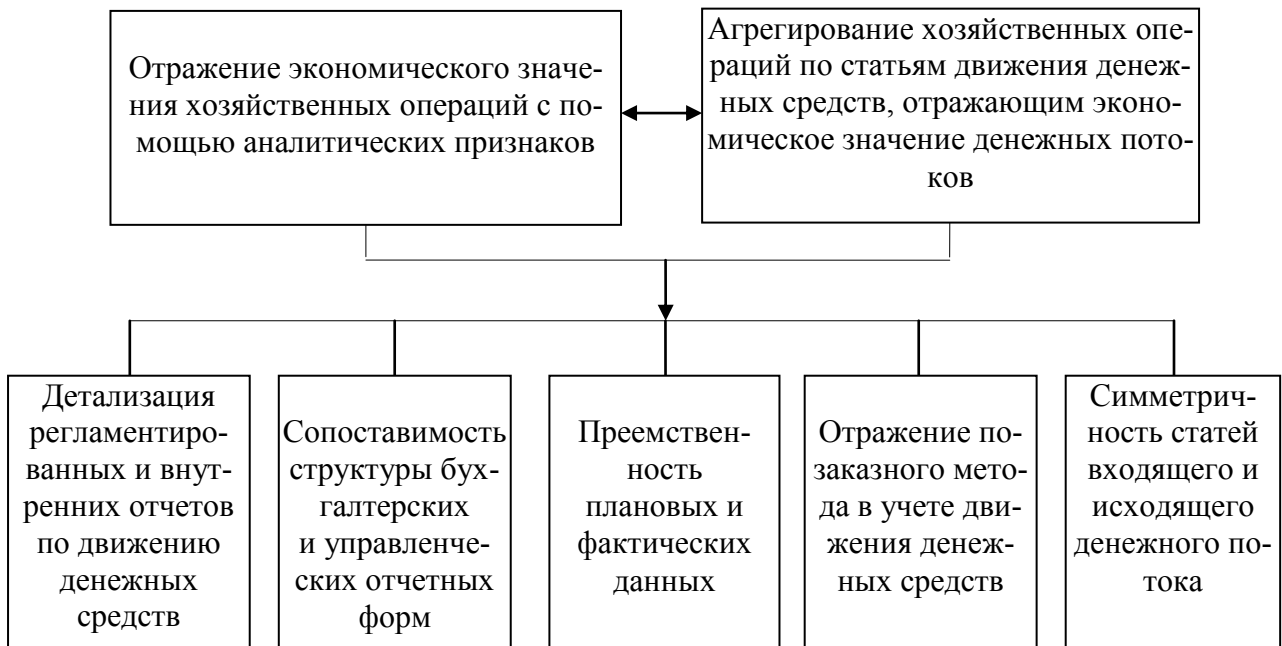 Отражение экономического значе-
ния хозяйственных операций с по-
мощью аналитических признаков
Агрегирование хозяйственных опе-
раций по статьям движения денеж-
ных средств, отражающим эконо-
мическое значение денежных пото-
ков
Детализация
регламентиро-
ванных и внут-
ренних отчетов
по движению
денежных
средств
Сопоставимость
структуры бух-
галтерских
и управленче-
ских отчетных
форм
Преемствен-
ность
плановых и
фактических
данных
Отражение по-
заказного мето-
да в учете дви-
жения денеж-
ных средств
Симметрич-
ность статей
входящего и
исходящего
денежного по-
тока